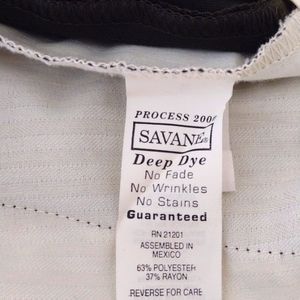 PROCESS 2000
SAVANE®
Deep Dye
No Fade
No Wrinkles
No Stains
Guaranteed
RN 21201
ASSEMBLED IN
MEXICO
63% POLYESTER
37% RAYON
REVERSE FOR CARE